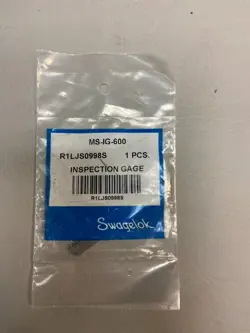 MS-IG-600
R1LJS0998S 1 PCS.
INSPECTION GAGE
R1LJS0998S
Swagelok